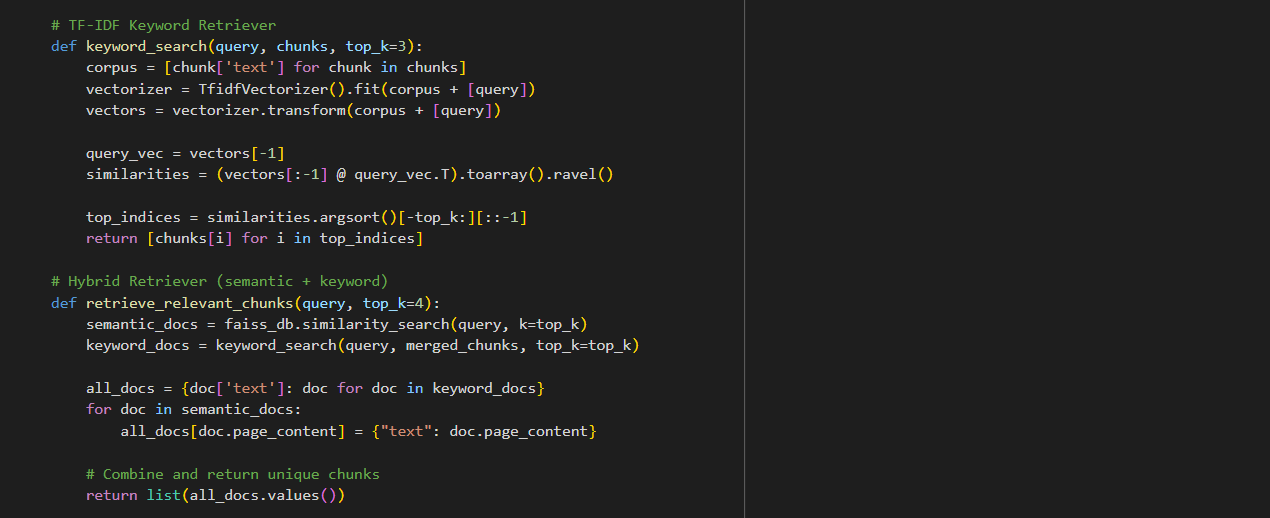 # TF-IDF Keyword Retriever
def keyword_search(query, chunks, top_k=3):
    corpus = [chunk['text'] for chunk in chunks]
    vectorizer = TfidfVectorizer().fit(corpus + [query])
    vectors = vectorizer.transform(corpus + [query])

    query_vec = vectors[-1]
    similarities = (vectors[:-1] @ query_vec.T).toarray().ravel()

    top_indices = similarities.argsort()[-top_k:][::-1]
    return [chunks[i] for i in top_indices]

# Hybrid Retriever (semantic + keyword)
def retrieve_relevant_chunks(query, top_k=4):
    semantic_docs = faiss_db.similarity_search(query, k=top_k)
    keyword_docs = keyword_search(query, merged_chunks, top_k=top_k)

    all_docs = {doc['text']: doc for doc in keyword_docs}
    for doc in semantic_docs:
        all_docs[doc.page_content] = {"text": doc.page_content}

    # Combine and return unique chunks
    return list(all_docs.values())